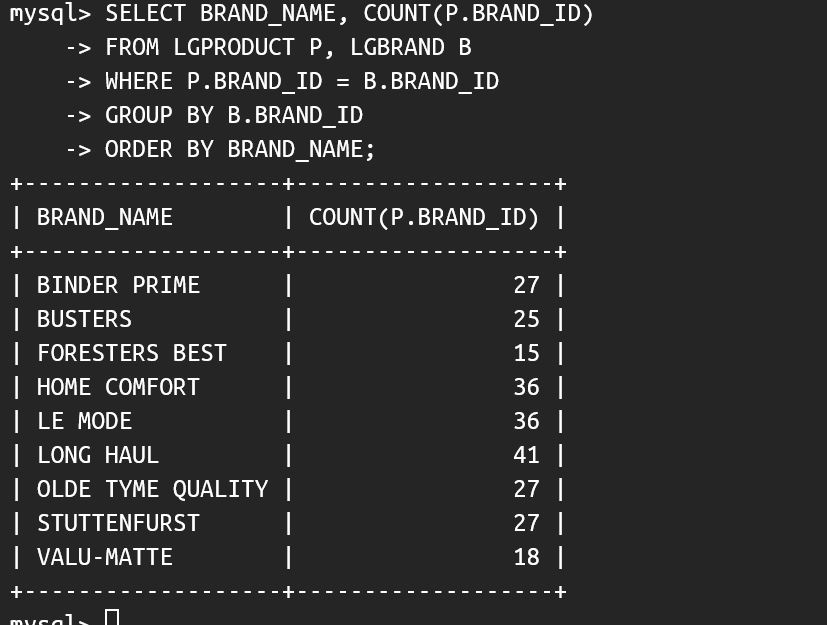 mysql> SELECT BRAND_NAME, COUNT(P.BRAND_ID)
    -> FROM LGPRODUCT P, LGBRAND B
    -> WHERE P.BRAND_ID = B.BRAND_ID
    -> GROUP BY B.BRAND_ID
    -> ORDER BY BRAND_NAME;
+-------------------+-------------------+
| BRAND_NAME        | COUNT(P.BRAND_ID) |
+-------------------+-------------------+
| BINDER PRIME      |                27 |
| BUSTERS           |                25 |
| FORESTERS BEST    |                15 |
| HOME COMFORT      |                36 |
| LE MODE           |                36 |
| LONG HAUL         |                41 |
| OLDE TYME QUALITY |                27 |
| STUTTENFURST      |                27 |
| VALU-MATTE        |                18 |
+-------------------+-------------------+
mysql>